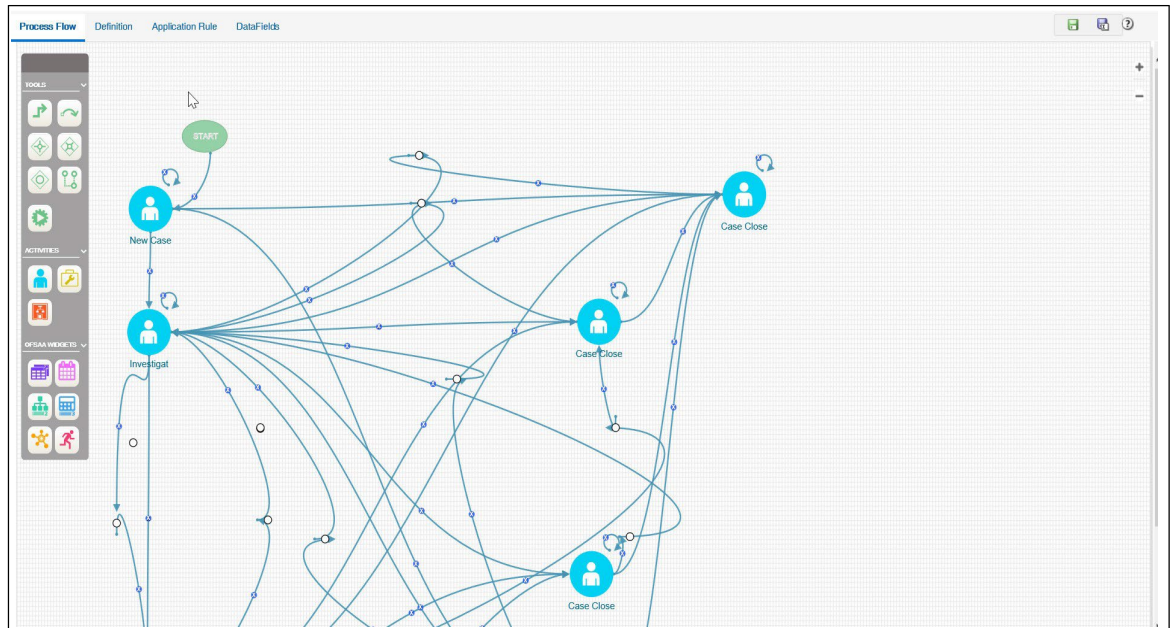 Process Flow Definition Application Rule DataFields
TOOLS
START
New Case
Case Close
ACTIVITIES
Investigat
Case Close
OFSAA WIDGETS
Case Close